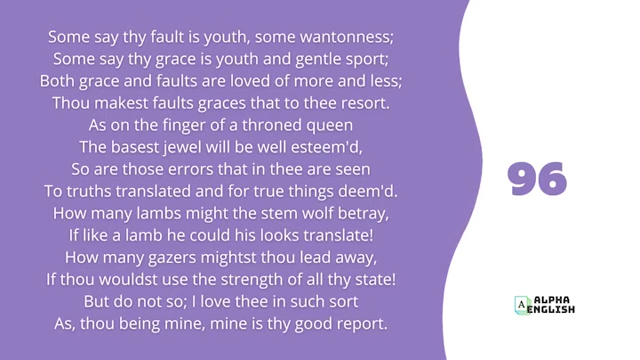 Some say thy fault is youth, some wantonness;
Some say thy grace is youth and gentle sport;
Both grace and faults are loved of more and less;
Thou makest faults graces that to thee resort.
As on the finger of a throned queen
The basest jewel will be well esteem'd,
So are those errors that in thee are seen
To truths translated and for true things deem'd.
How many lambs might the stem wolf betray,
If like a lamb he could his looks translate!
How many gazers mightst thou lead away,
If thou wouldst use the strength of all thy state!
But do not so; I love thee in such sort
As, thou being mine, mine is thy good report.
96
A
ALPHA
ENGLISH